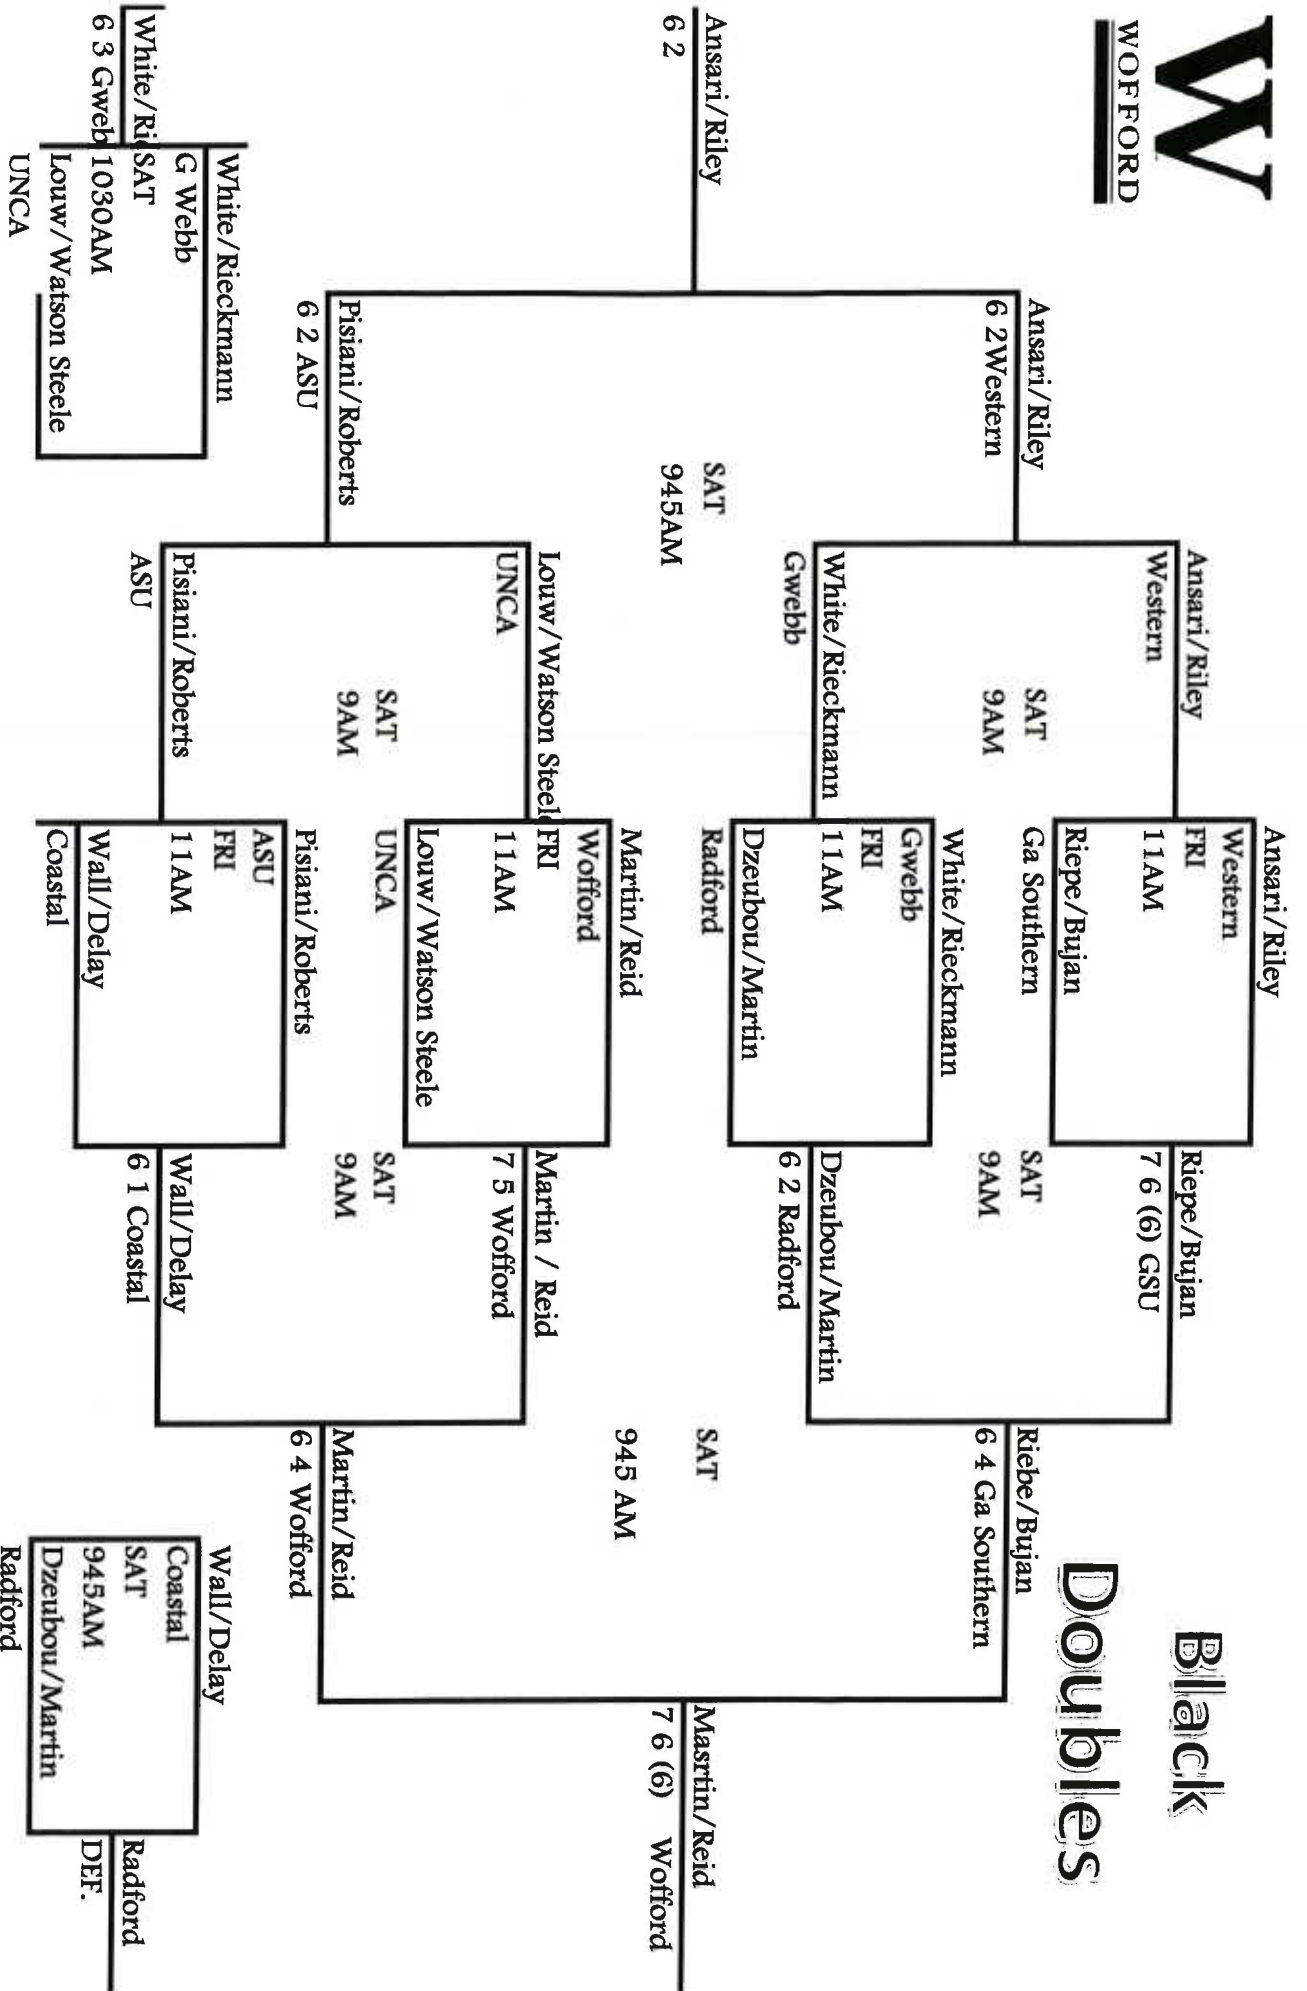 W
WOFFORD
Black
Doubles
Ansari/Riley
6 2
White/Ri
6 3 Gweb
White/Rieckmann
G Webb
SAT
1030AM
Louw/Watson Steele
UNCA
Ansari/Riley
6 2Western
SAT
945AM
Pisiani/Roberts
6 2 ASU
Ansari/Riley
Western
SAT
9AM
White/Rieckmann
Gwebb
Louw/Watson Steel
UNCA
SAT
9AM
Pisiani/Roberts
ASU
Ansari/Riley
Western
FRI
11AM
Riepe/Bujan
Ga Southern
White/Rieckmann
Gwebb
FRI
11AM
Dzeubou/Martin
Radford
Martin/Reid
Wofford
FRI
11AM
Louw/Watson Steele
UNCA
Pisiani/Roberts
ASU
FRI
11AM
Wall/Delay
Coastal
Riepe/Bujan
7 6 (6) GSU
SAT
9AM
Dzeubou/Martin
6 2 Radford
Martin / Reid
7 5 Wofford
SAT
9AM
Wall/Delay
6 1 Coastal
Riebe/Bujan
6 4 Ga Southern
SAT
945 AM
Martin/Reid
6 4 Wofford
Masrtin/Reid
7 6 (6) Wofford
Wall/Delay
Coastal
SAT
945AM
Dzeubou/Martin
Radford
Radford
DEF.